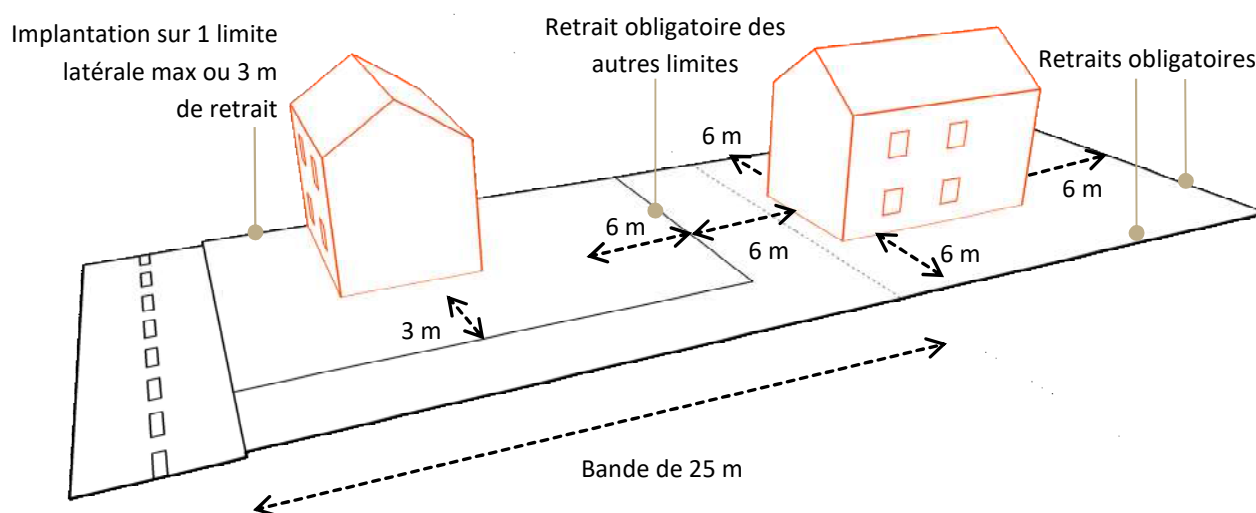 Implantation sur 1 limite
latérale max ou 3 m
de retrait
Retrait obligatoire des
autres limites
Retraits obligatoires
6 m
6 m
6 m
6 m
6 m
3 m
Bande de 25 m